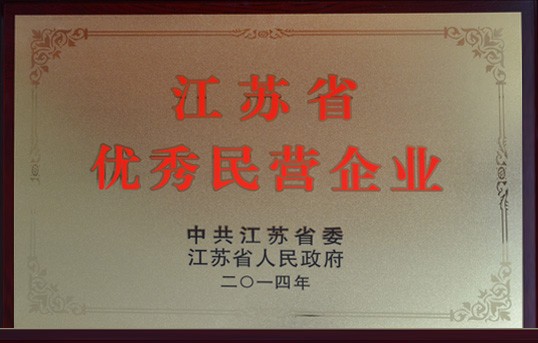 江苏省
优秀民营企业
中共江苏省委
江苏省人民政府
二〇一四年